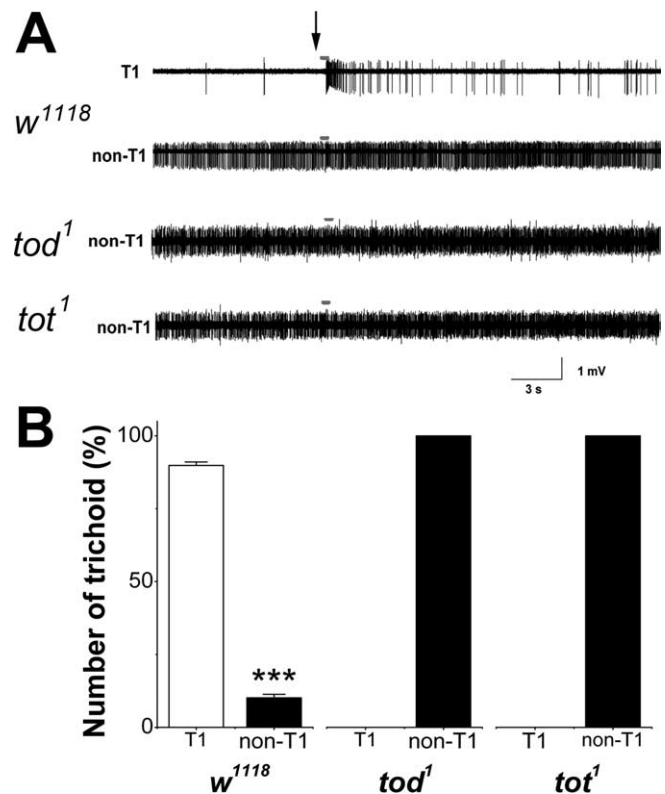 A
T1
w1118
non-T1
tod1
non-T1
tot1
non-T1
1 mV
3 s
B
Number of trichoid (%)
100
50
0
***
T1 non-T1 T1 non-T1 T1 non-T1
w1118 tod1 tot1